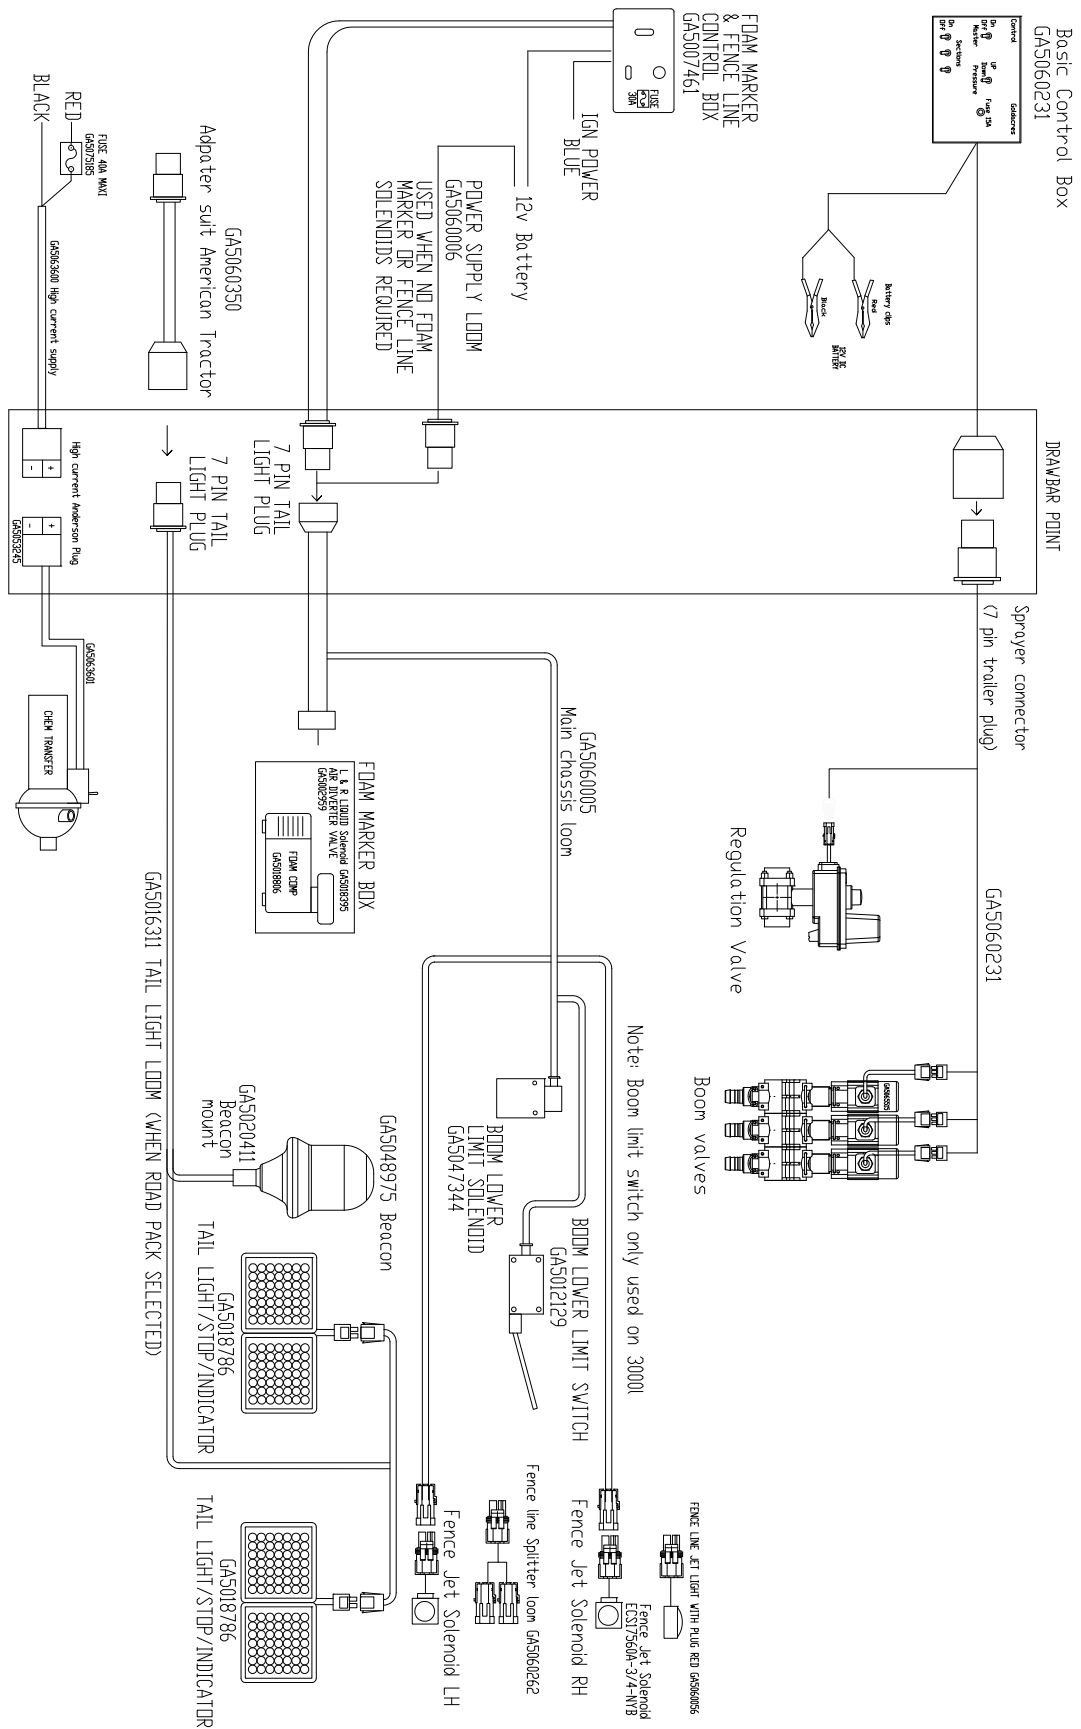 Basic Control Box
GA5060231
Control
Goldacres
On
Off
Master
UP
Down
Pressure
Fuse 15A
Sections
On
Off
Battery clips
Red
Black
12V DC
BATTERY
FOAM MARKER
& FENCE LINE
CONTROL BOX
GA5007461
FUSE
30A
IGN POWER
BLUE
12v Battery
POWER SUPPLY LOOM
GA5060006
USED WHEN NO FOAM
MARKER OR FENCE LINE
SOLENOIDS REQUIRED
GA5060350
Adpater suit American Tractor
RED
BLACK
FUSE 40A MAXI
GA5075185
GA5063600 High current supply
DRAWBAR POINT
7 PIN TAIL
LIGHT PLUG
7 PIN TAIL
LIGHT PLUG
High current Anderson Plug
+
-
+
-
GA5053245
Sprayer connector
(7 pin trailer plug)
GA5060231
Regulation Valve
Boom valves
GA5065505
GA5060005
Main chassis loom
FOAM MARKER BOX
L & R LIQUID Solenoid GA5018395
AIR DIVERTER VALVE
GA5002959
FOAM COMP
GA5018806
GA5063601
CHEM TRANSFER
GA5016311 TAIL LIGHT LOOM (WHEN ROAD PACK SELECTED)
Note: Boom limit switch only used on 3000l
BOOM LOWER LIMIT SWITCH
GA5012129
BOOM LOWER
LIMIT SOLENOID
GA5047344
GA5048975 Beacon
GA5020411
Beacon
mount
TAIL LIGHT/STOP/INDICATOR
GA5018786
TAIL LIGHT/STOP/INDICATOR
GA5018786
FENCE LINE JET LIGHT WITH PLUG RED GA5060056
Fence Jet Solenoid
ECS17560A-3/4-NYB
Fence Jet Solenoid RH
Fence line Splitter loom GA5060262
Fence Jet Solenoid LH